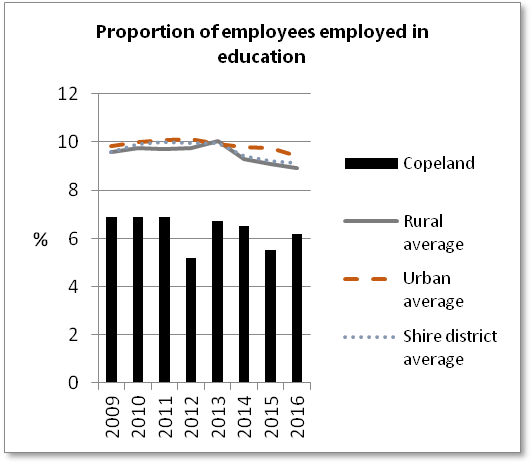 Proportion of employees employed in
education
12
10
8
6
4
2
0
%
2009
2010
2011
2012
2013
2014
2015
2016
Copeland
Rural
average
Urban
average
Shire district
average